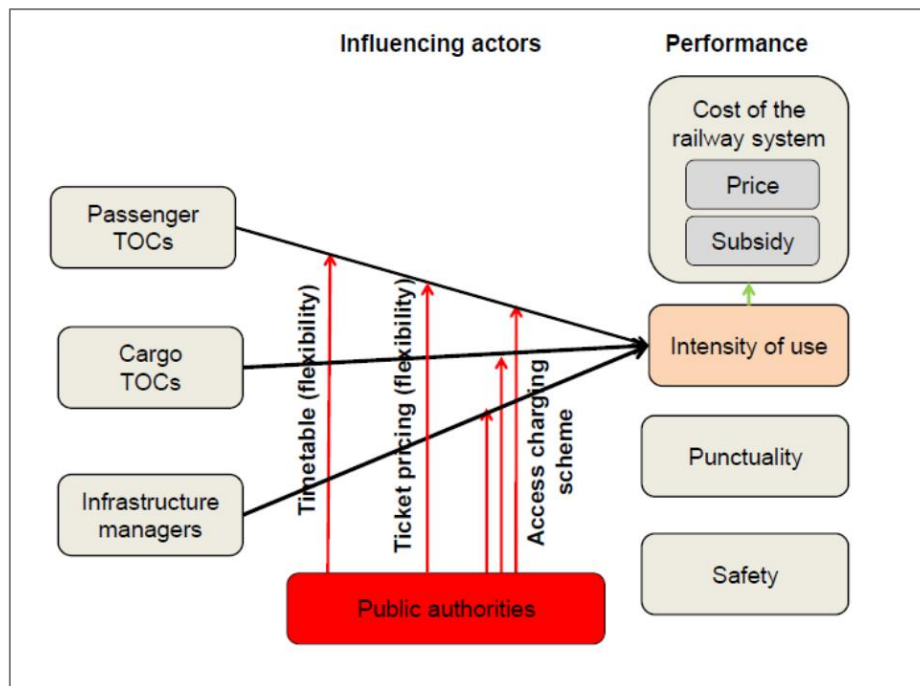 Influencing actors
Performance
Cost of the
railway system
Price
Subsidy
Passenger
TOCs
Cargo
TOCs
Infrastructure
managers
Timetable (flexibility)
Ticket pricing (flexibility)
Access charging
scheme
Intensity of use
Punctuality
Safety
Public authorities